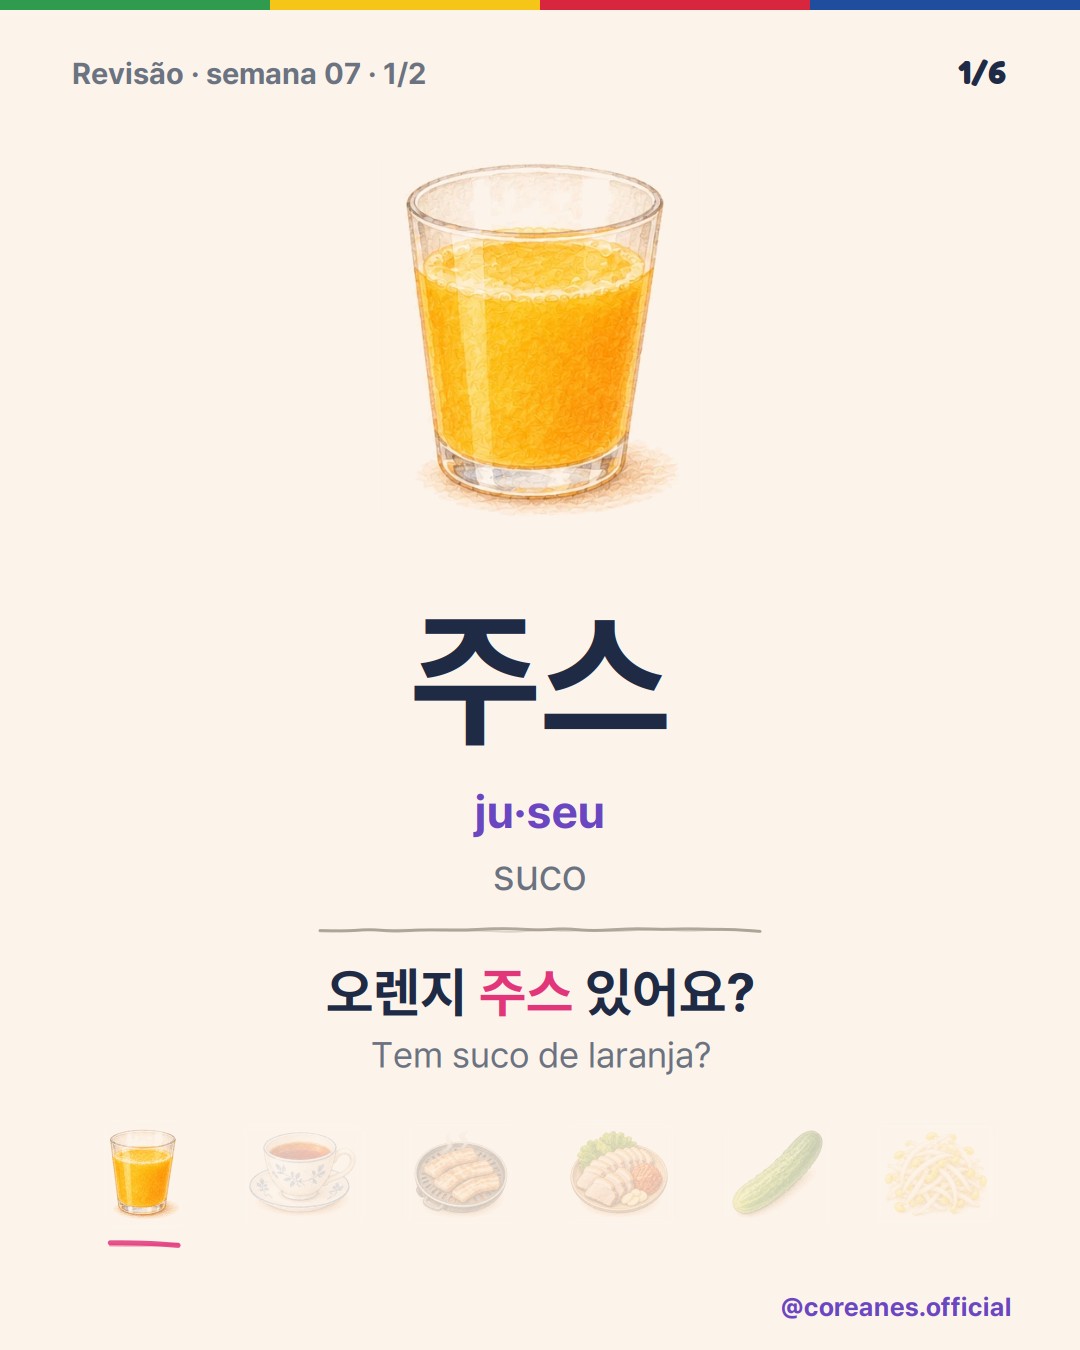 Revisão · semana 07 · 1/2
1/6
주스
ju·seu
suco
오렌지 주스 있어요?
Tem suco de laranja?
@coreanes.official